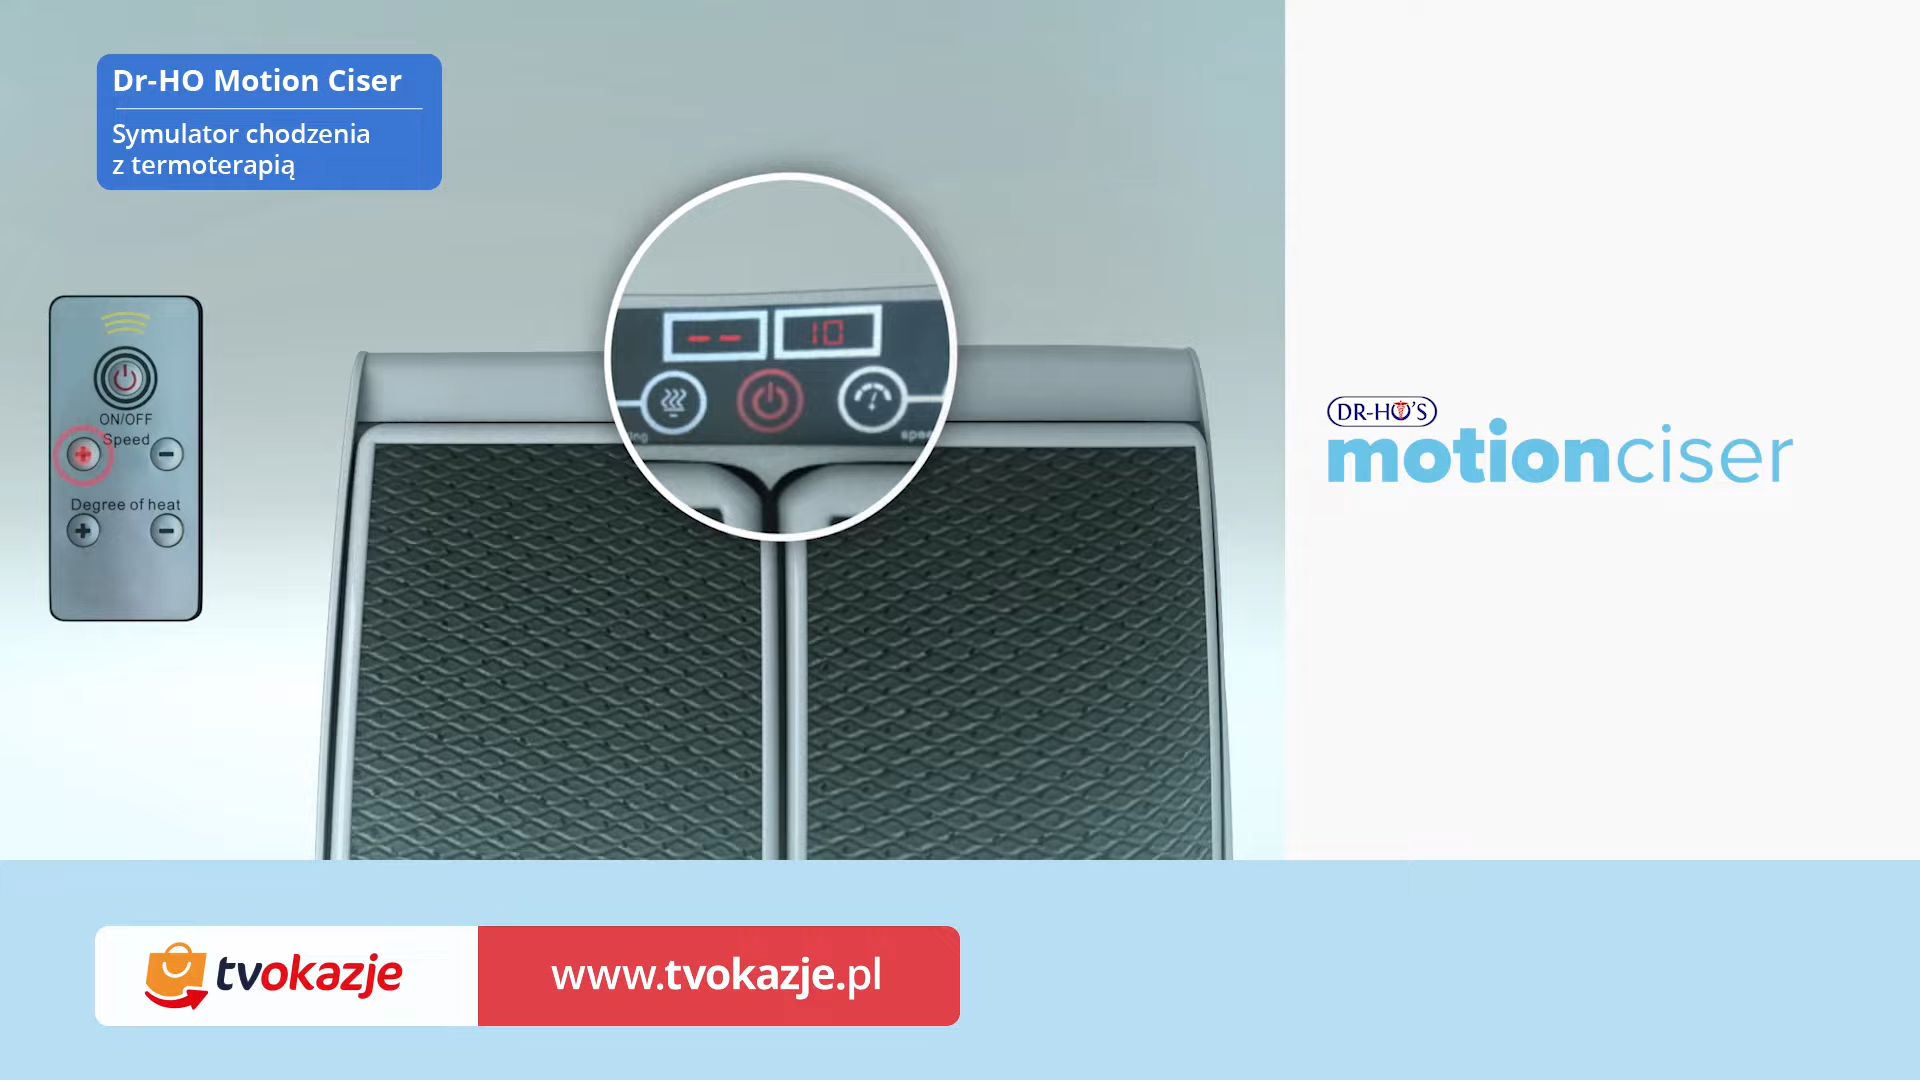 Dr-HO Motion Ciser
Symulator chodzenia
z termoterapią
ON/OFF
Speed
Degree of heat
10
DR-HO'S
motionciser
tvokazje
www.tvokazje.pl